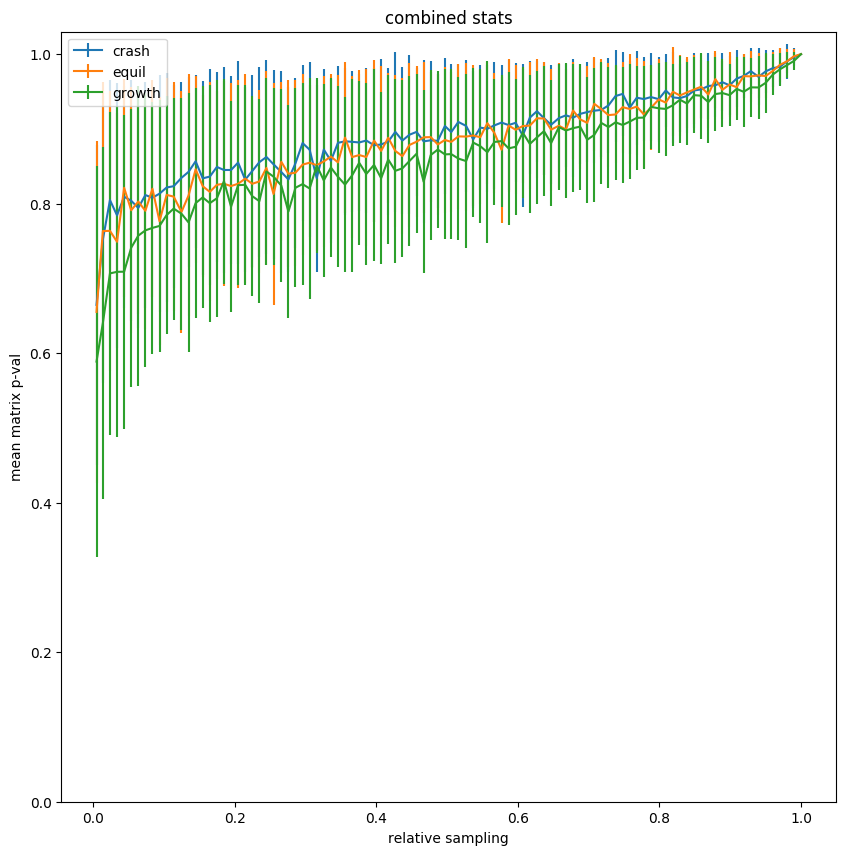 combined stats
crash
equil
growth
mean matrix p-val
1.0
0.8
0.6
0.4
0.2
0.0
0.0 0.2 0.4 0.6 0.8 1.0
relative sampling